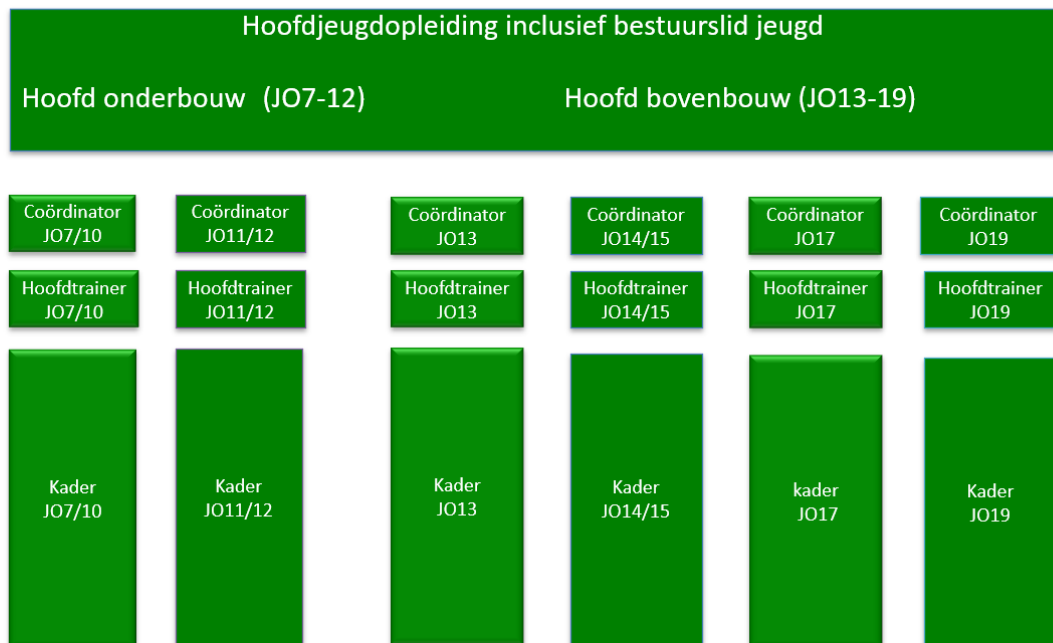 Hoofdjeugdopleiding inclusief bestuurslid jeugd
Hoofd onderbouw (JO7-12)
Hoofd bovenbouw (JO13-19)
Coördinator
JO7/10
Coördinator
JO11/12
Coördinator
JO13
Coördinator
JO14/15
Coördinator
JO17
Coördinator
JO19
Hoofdtrainer
JO7/10
Hoofdtrainer
JO11/12
Hoofdtrainer
JO13
Hoofdtrainer
JO14/15
Hoofdtrainer
JO17
Hoofdtrainer
JO19
Kader
JO7/10
Kader
JO11/12
Kader
JO13
Kader
JO14/15
kader
JO17
Kader
JO19